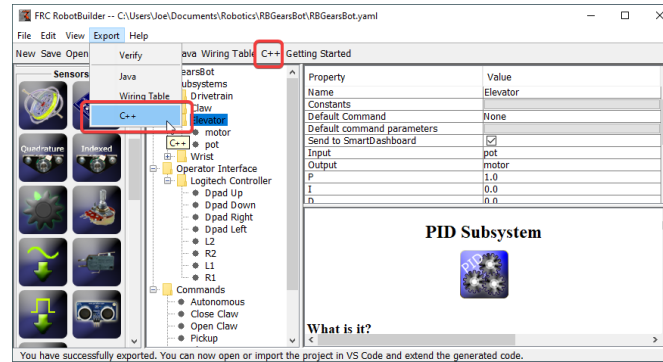 FRC RobotBuilder -- C:\Users\Joe\Documents\Robotics\RBGearsBot\RBGearsBot.yaml
File Edit View Export Help
New Save Open ava Wiring Table C++ Getting Started
Verify
Java
Wiring Table
C++
C++
Sensors
Quadrature
Indexed
earsBot
ubsystems
Drivetrain
Claw
Elevator
motor
pot
Wrist
Operator Interface
Logitech Controller
Dpad Up
Dpad Down
Dpad Right
Dpad Left
L2
R2
L1
R1
Commands
Autonomous
Close Claw
Open Claw
Pickup
Property Value
Name Elevator
Constants
Default Command None
Default command parameters
Send to SmartDashboard
Input pot
Output motor
P 1.0
I 0.0
D 0.0
PID Subsystem
PID
What is it?
You have successfully exported. You can now open or import the project in VS Code and extend the generated code.